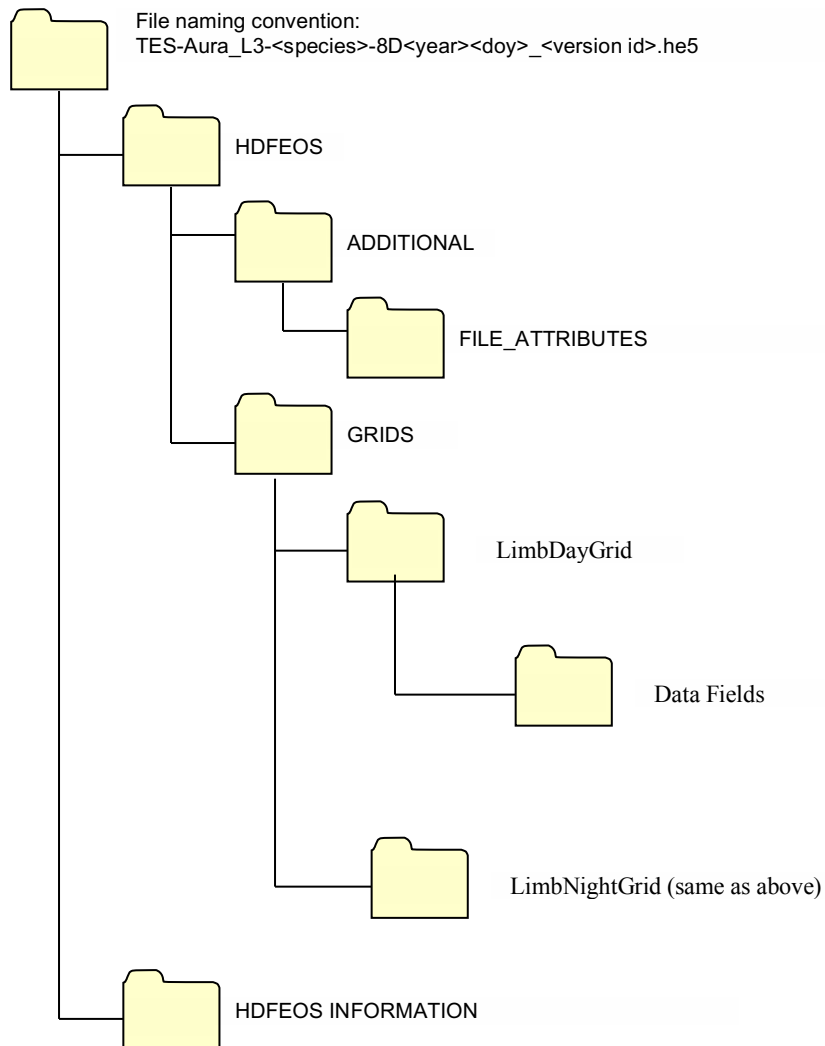 File naming convention:
TES-Aura_L3-<species>-8D<year><doy>_<version id>.he5
HDFEOS
ADDITIONAL
FILE_ATTRIBUTES
GRIDS
LimbDayGrid
Data Fields
LimbNightGrid (same as above)
HDFEOS INFORMATION